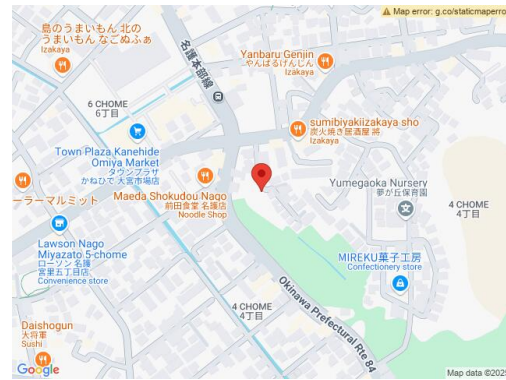 Map error: g.co/staticmaperro
島のうまいもん 北の
うまいもん なごぬふぁ
Izakaya
名護本部線
Yanbaru Genjin
やんばるげんじん
Izakaya
6 CHOME
6丁目
sumibiyakiizakaya sho
炭火焼き居酒屋 將
Izakaya
Town Plaza Kanehide
Omiya Market
タウンプラザ
かねひで 大宮市場店
Maeda Shokudou Nago
前田食堂 名護店
Noodle Shop
Yumegaoka Nursery
夢が丘保育園
ーラーマルミット
4 CHOME
4丁目
Lawson Nago
Miyazato 5-chome
ローソン 名護
宮里五丁目店
Convenience store
MIREKU菓子工房
Confectionery store
Okinawa Prefectural Rte 84
4 CHOME
4丁目
Daishogun
大将軍
Sushi
Google
Map data ©2025